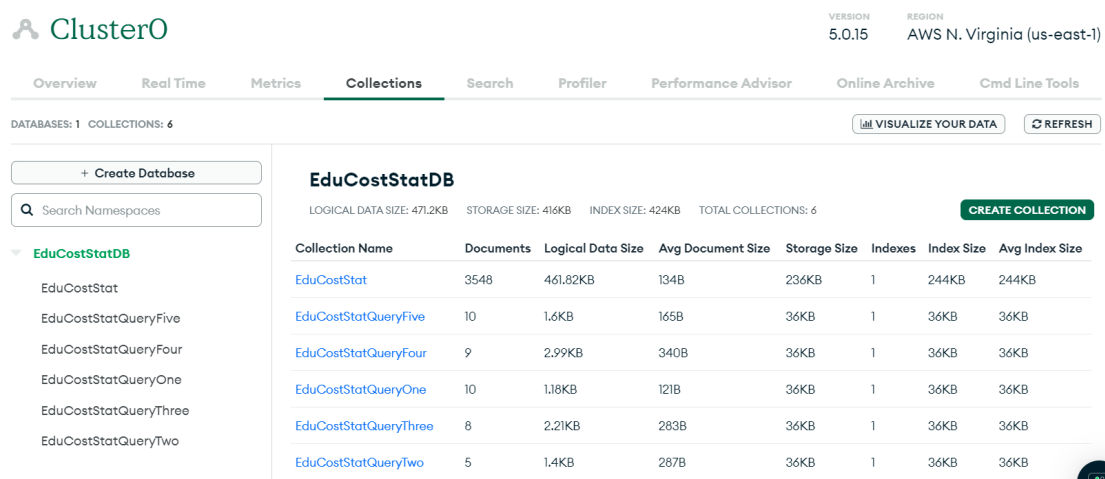 Cluster0
VERSION
5.0.15
REGION
AWS N. Virginia (us-east-1)
Overview Real Time Metrics Collections Search Profiler Performance Advisor Online Archive Cmd Line Tools
DATABASES: 1 COLLECTIONS: 6
VISUALIZE YOUR DATA
REFRESH
+ Create Database
Search Namespaces
EduCostStatDB
EduCostStat
EduCostStatQueryFive
EduCostStatQueryFour
EduCostStatQueryOne
EduCostStatQueryThree
EduCostStatQueryTwo
EduCostStatDB
LOGICAL DATA SIZE: 471.2KB STORAGE SIZE: 416KB INDEX SIZE: 424KB TOTAL COLLECTIONS: 6
CREATE COLLECTION
Collection Name Documents Logical Data Size Avg Document Size Storage Size Indexes Index Size Avg Index Size
EduCostStat 3548 461.82KB 134B 236KB 1 244KB 244KB
EduCostStatQueryFive 10 1.6KB 165B 36KB 1 36KB 36KB
EduCostStatQueryFour 9 2.99KB 340B 36KB 1 36KB 36KB
EduCostStatQueryOne 10 1.18KB 121B 36KB 1 36KB 36KB
EduCostStatQueryThree 8 2.21KB 283B 36KB 1 36KB 36KB
EduCostStatQueryTwo 5 1.4KB 287B 36KB 1 36KB 36KB